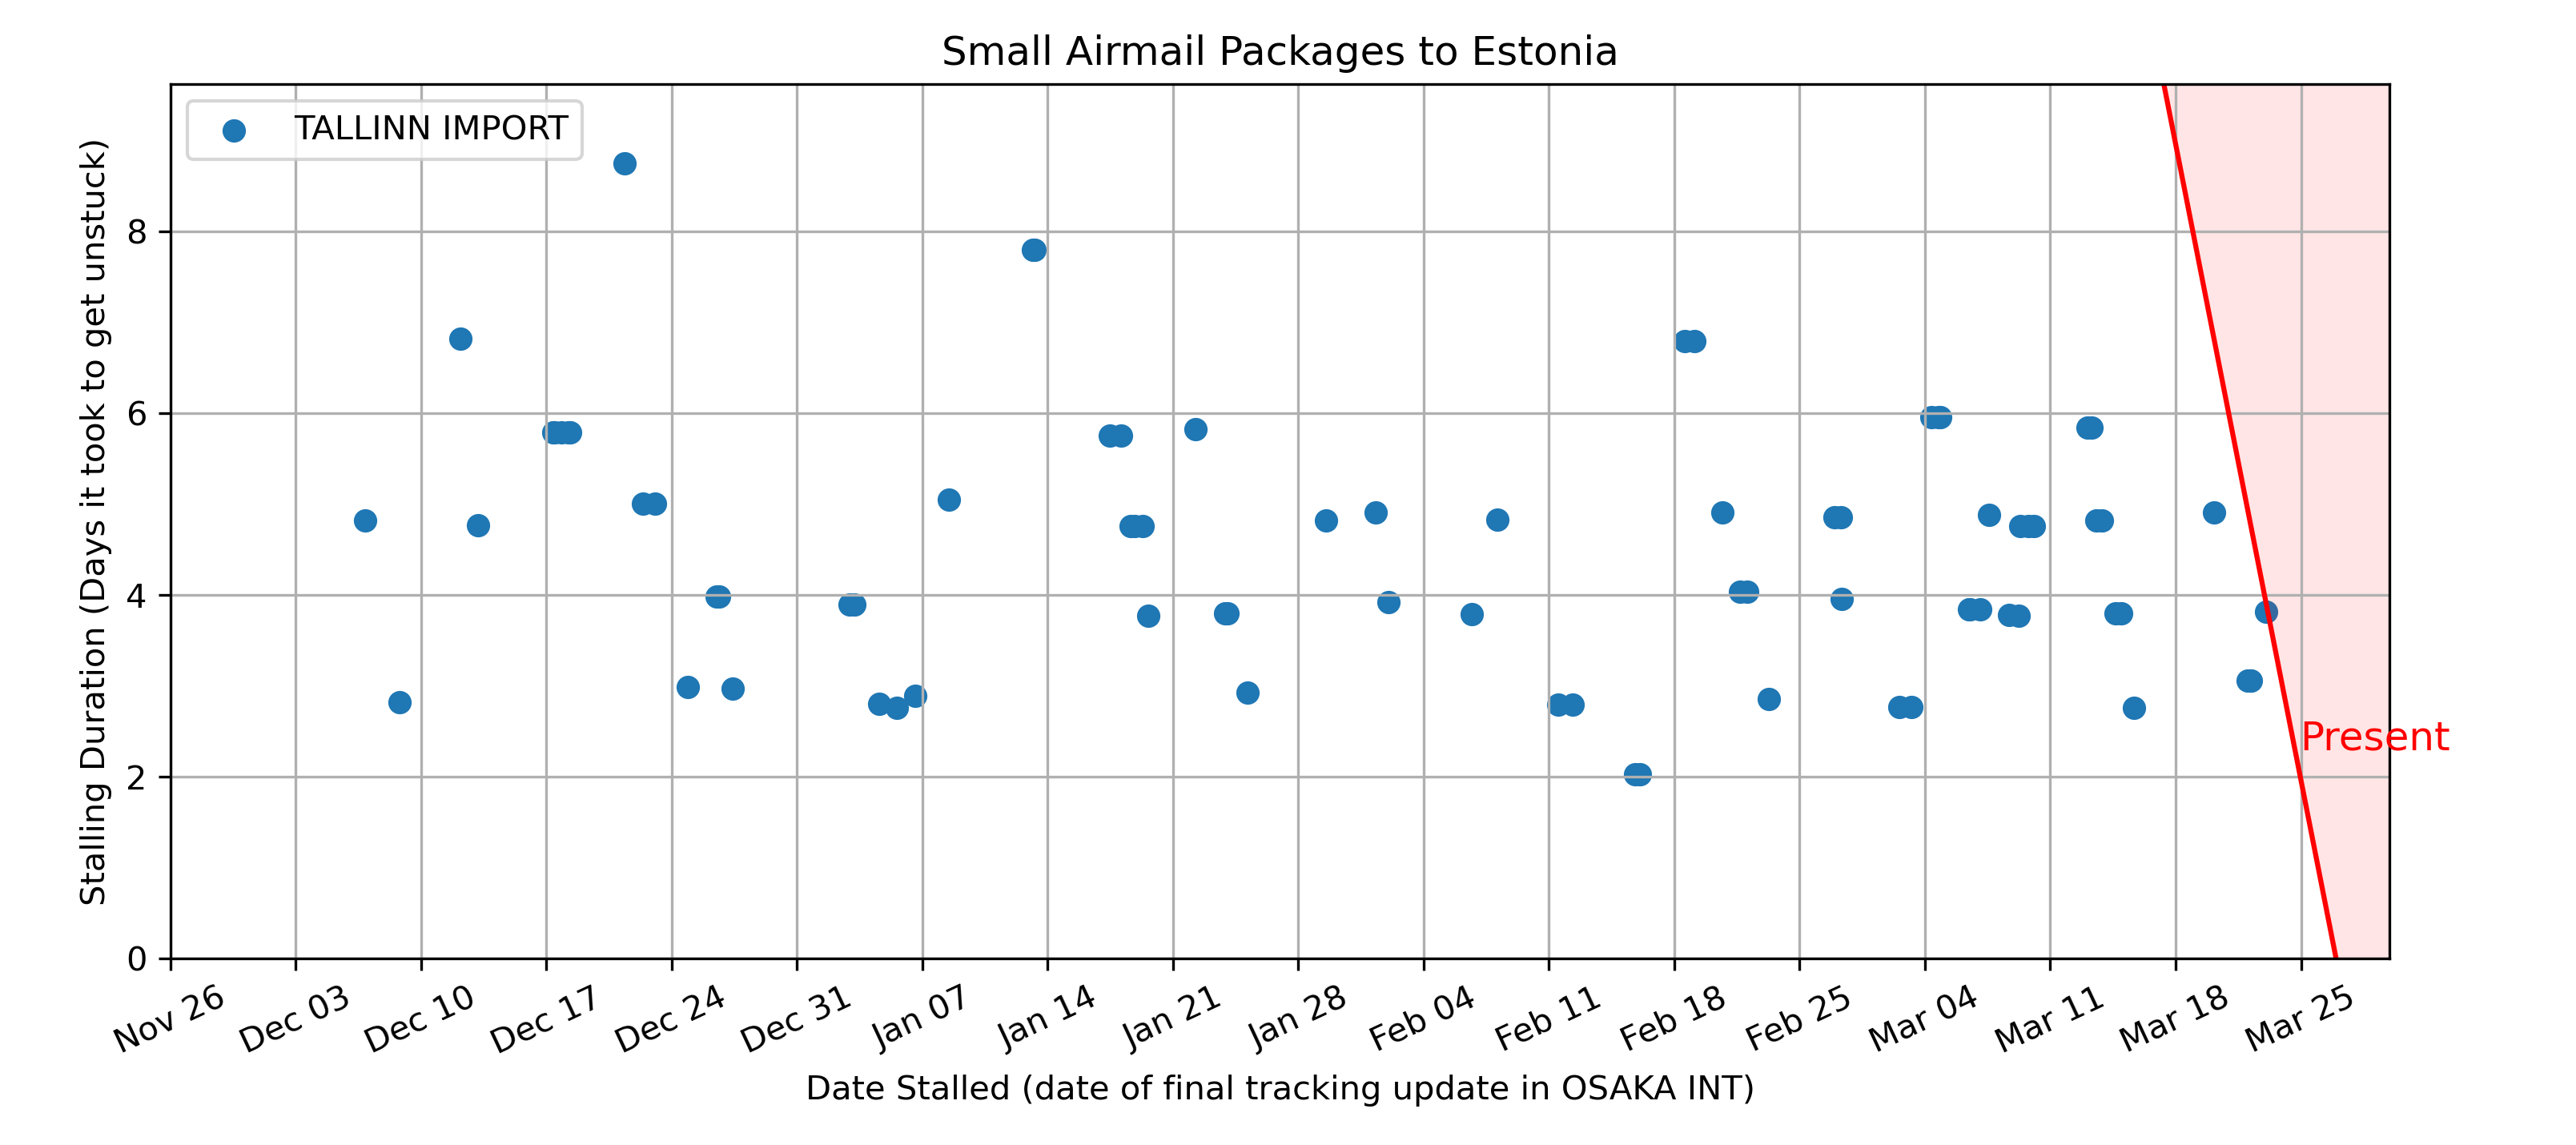 Small Airmail Packages to Estonia
TALLINN IMPORT
Stalling Duration (Days it took to get unstuck)
8
6
4
2
0
Present
Nov 26
Dec 03
Dec 10
Dec 17
Dec 24
Dec 31
Jan 07
Jan 14
Jan 21
Jan 28
Feb 04
Feb 11
Feb 18
Feb 25
Mar 04
Mar 11
Mar 18
Mar 25
Date Stalled (date of final tracking update in OSAKA INT)